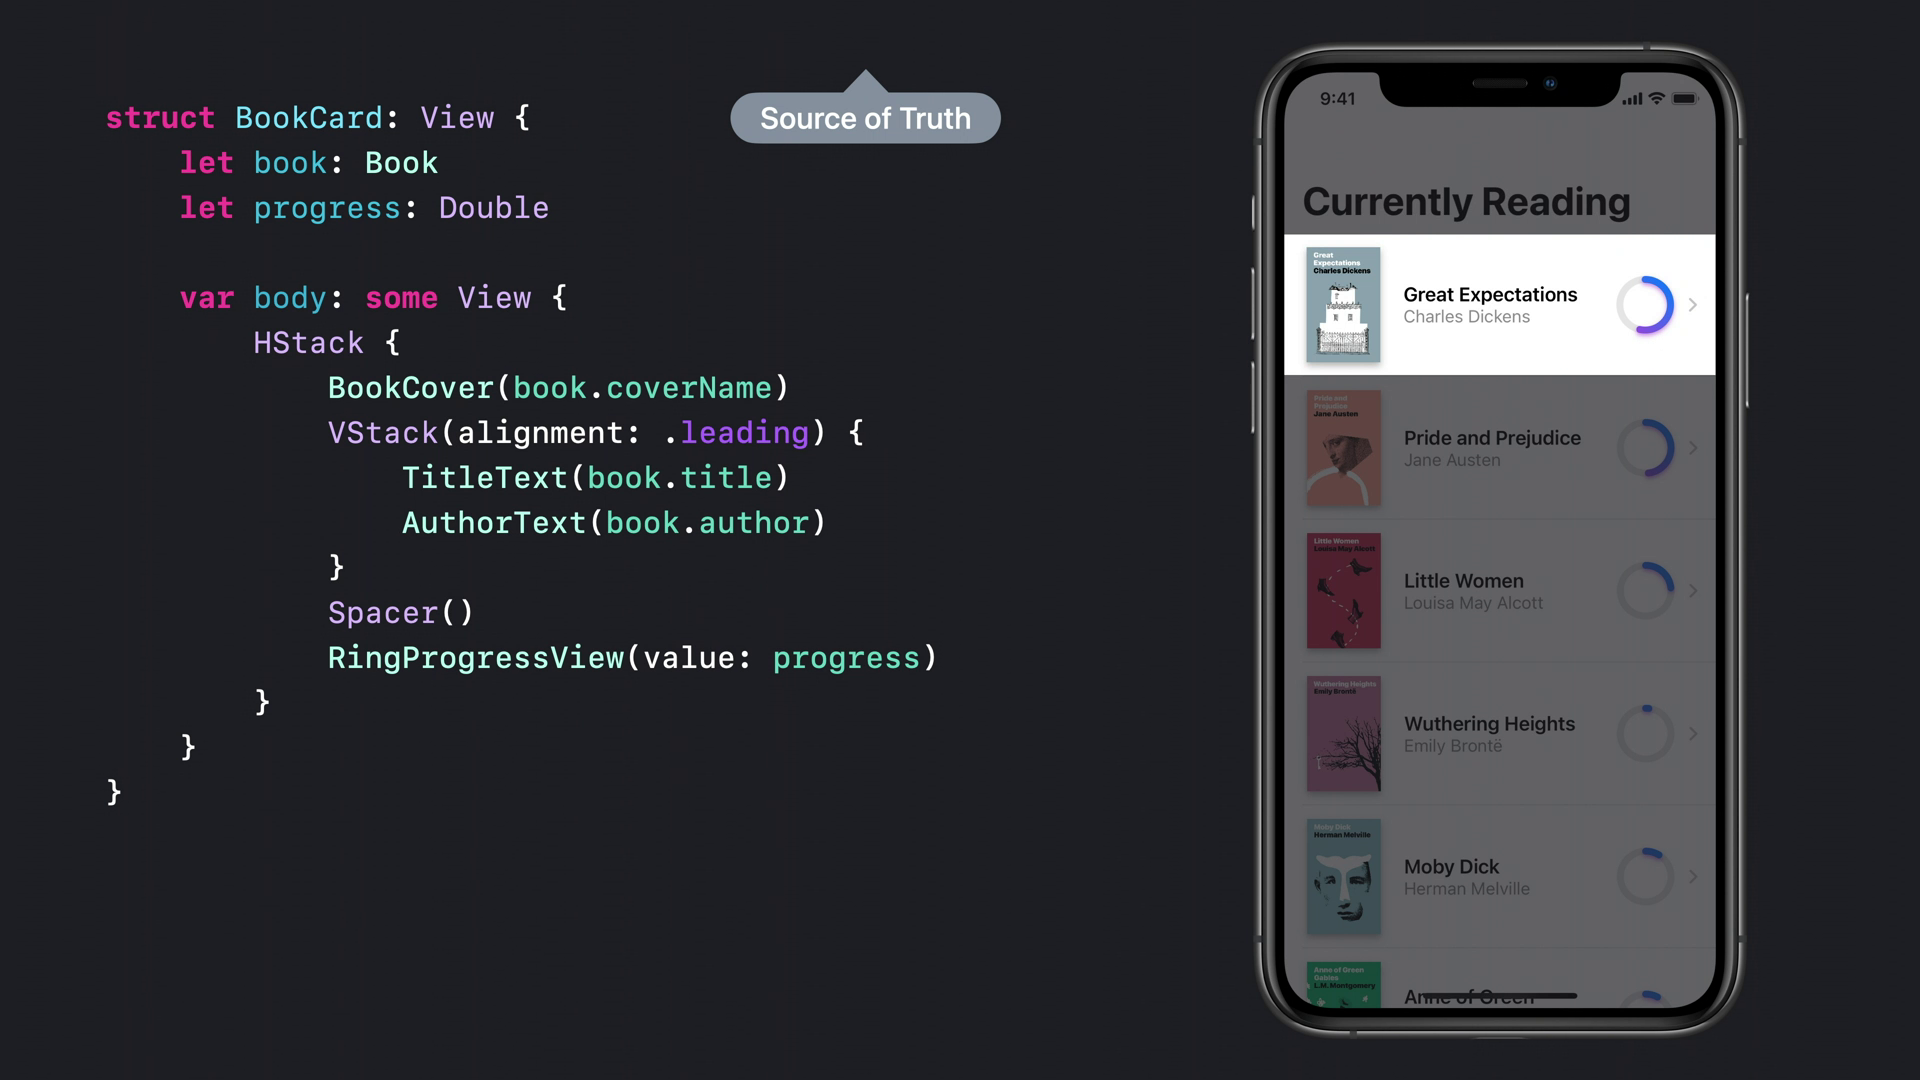 struct BookCard: View {
let book: Book
let progress: Double
var body: some View {
HStack {
BookCover(book.coverName)
VStack(alignment: .leading) {
TitleText(book.title)
AuthorText(book.author)
}
Spacer()
RingProgressView(value: progress)
}
}
}
Source of Truth
9:41
Currently Reading
Great
Expectations
Charles Dickens
Great Expectations
Charles Dickens
Pride and
Prejudice
Jane Austen
Pride and Prejudice
Jane Austen
Little Women
Louisa May Alcott
Little Women
Louisa May Alcott
Wuthering Heights
Emily Brontë
Wuthering Heights
Emily Brontë
Moby Dick
Herman Melville
Moby Dick
Herman Melville
Anne of Green
Gables
L.M. Montgomery
Anne of Green